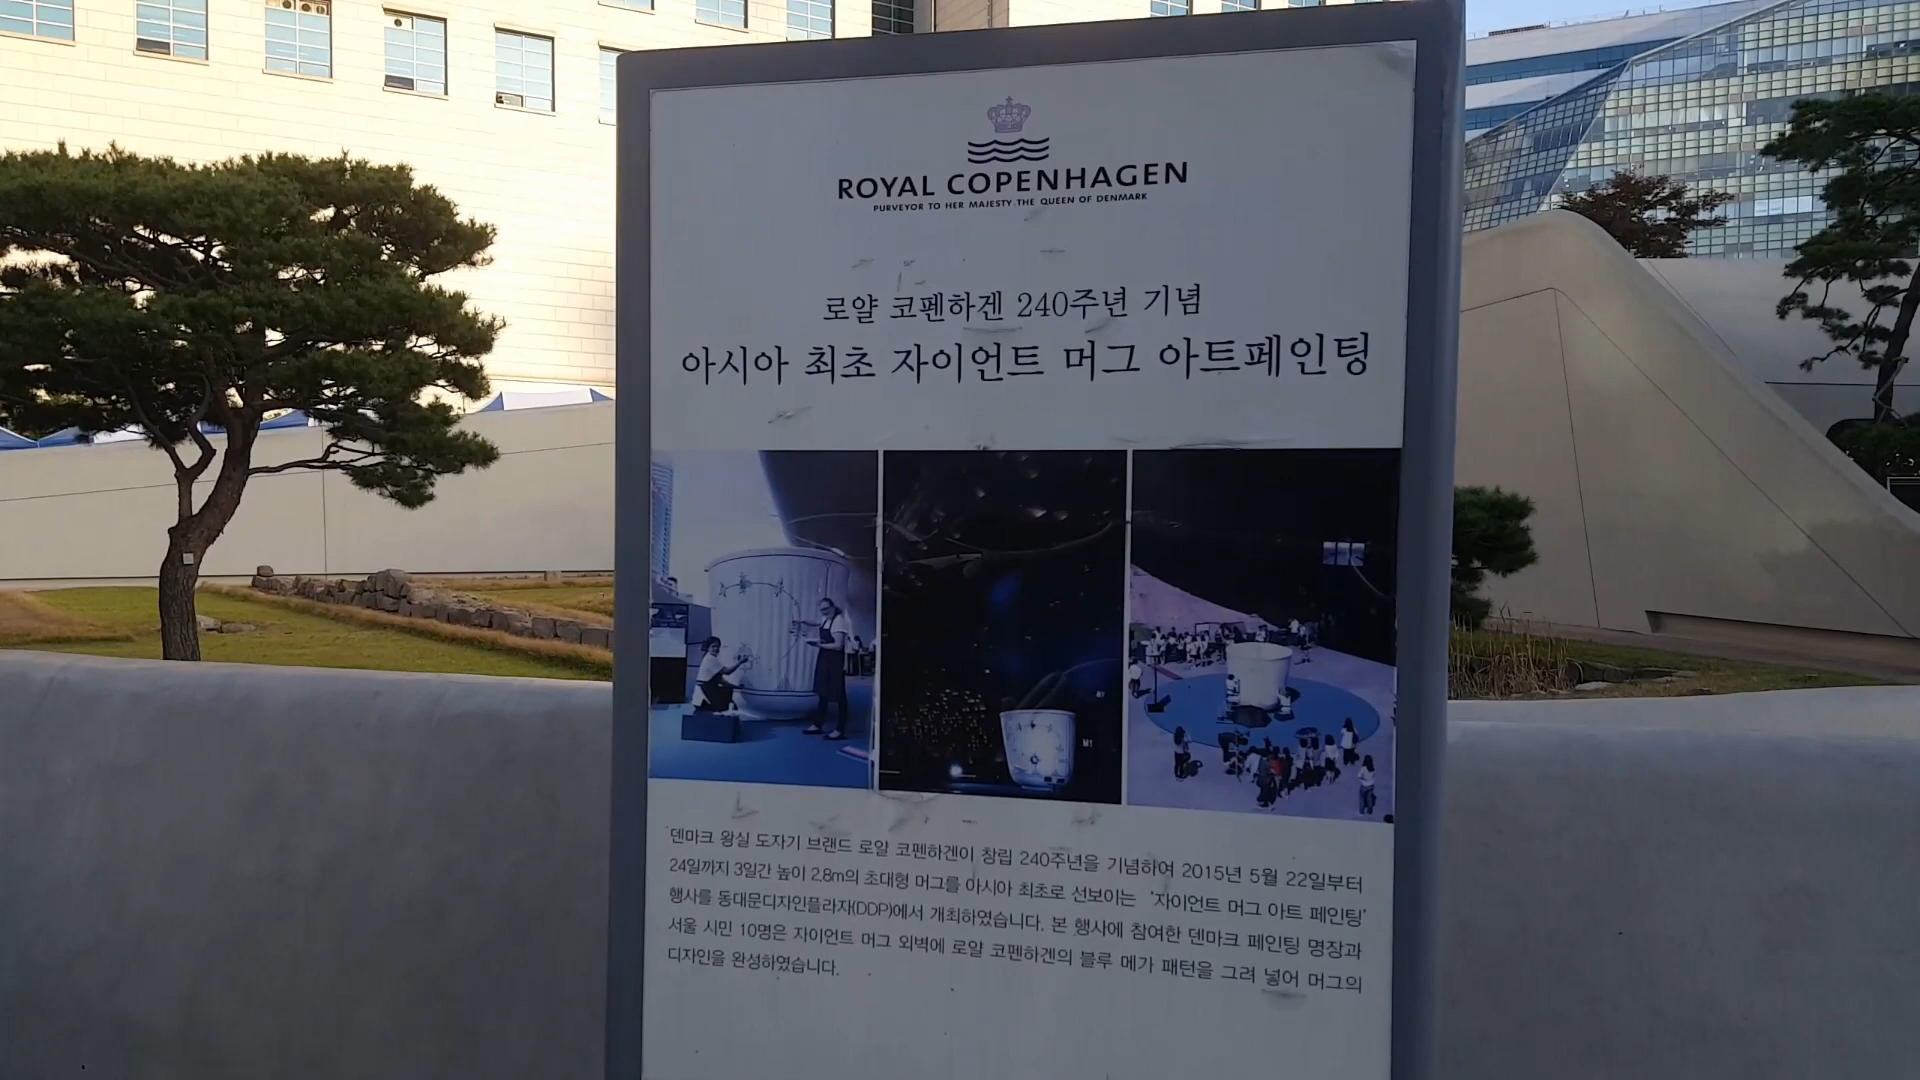 ROYAL COPENHAGEN
PURVEYOR TO HER MAJESTY THE QUEEN OF DENMARK
로얄 코펜하겐 240주년 기념
아시아 최초 자이언트 머그 아트페인팅
M1
덴마크 왕실 도자기 브랜드 로얄 코펜하겐이 창립 240주년을 기념하여 2015년 5월 22일부터
24일까지 3일간 높이 2.8m의 초대형 머그를 아시아 최초로 선보이는 '자이언트 머그 아트 페인팅'
행사를 동대문디자인플라자(DDP)에서 개최하였습니다. 본 행사에 참여한 덴마크 페인팅 명장과
서울 시민 10명은 자이언트 머그 외벽에 로얄 코펜하겐의 블루 메가 패턴을 그려 넣어 머그의
디자인을 완성하였습니다.